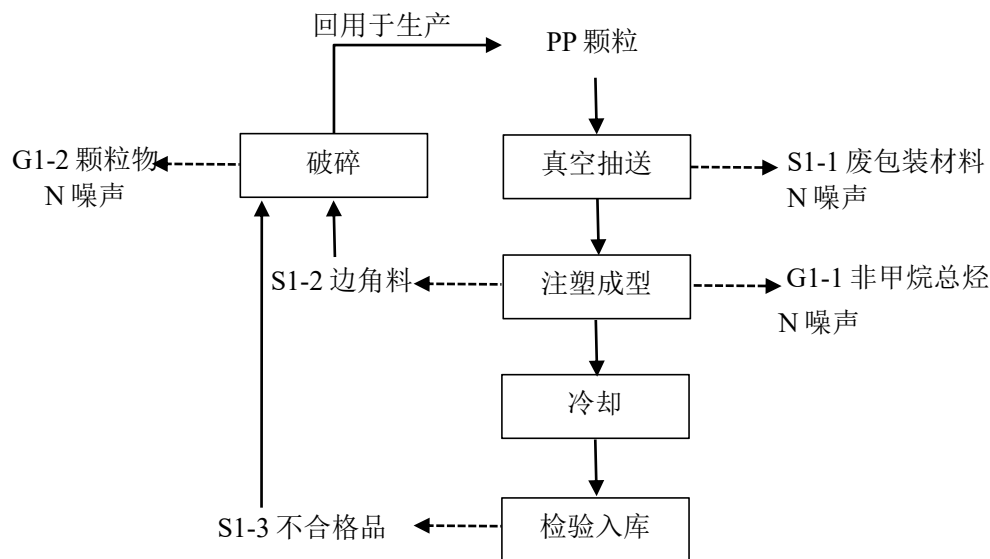 回用于生产
PP 颗粒
破碎
G1-2 颗粒物
N 噪声
真空抽送
S1-1 废包装材料
N 噪声
S1-2 边角料
注塑成型
G1-1 非甲烷总烃
N 噪声
冷却
S1-3 不合格品
检验入库